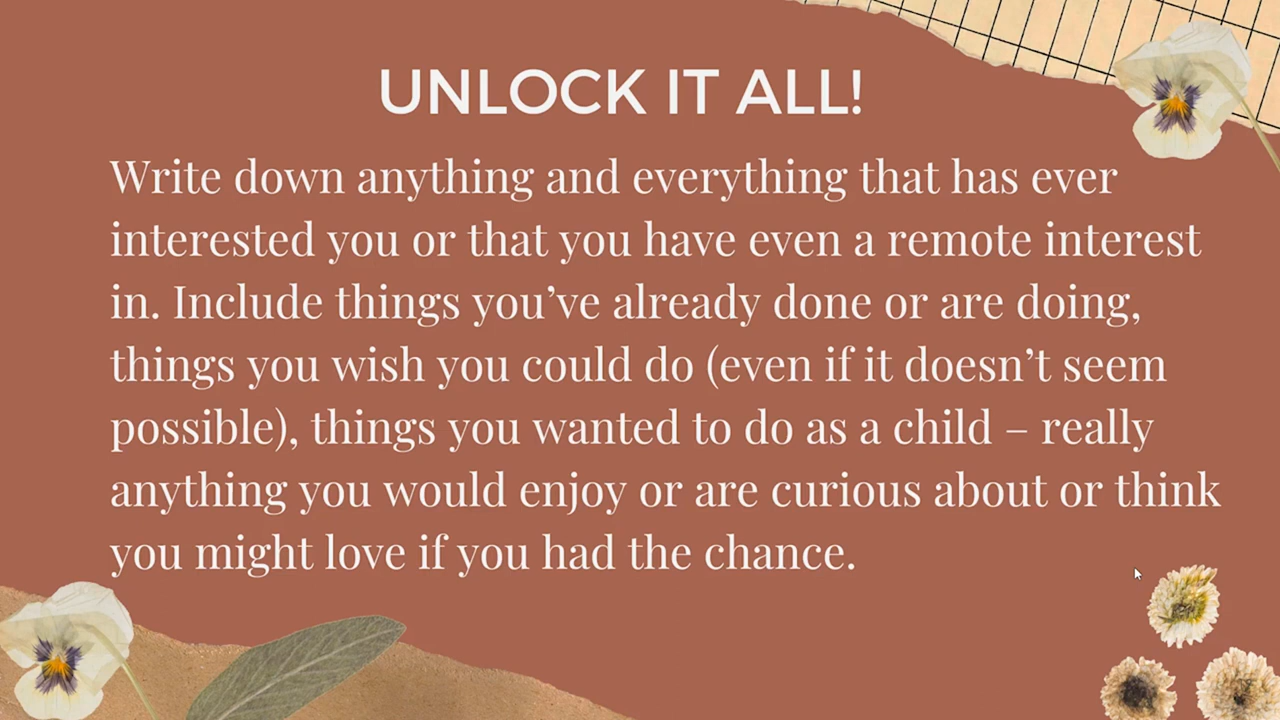 UNLOCK IT ALL!
Write down anything and everything that has ever
interested you or that you have even a remote interest
in. Include things you’ve already done or are doing,
things you wish you could do (even if it doesn’t seem
possible), things you wanted to do as a child – really
anything you would enjoy or are curious about or think
you might love if you had the chance.